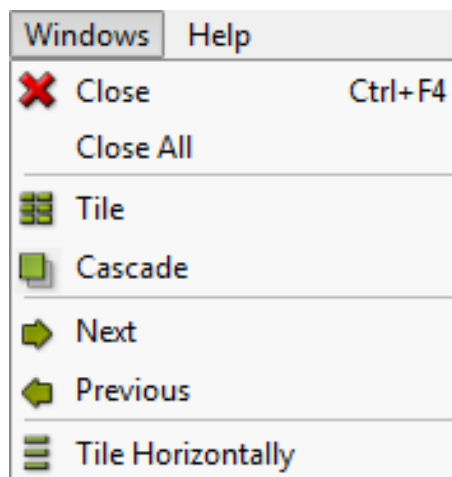 Windows Help
Close Ctrl+F4
Close All
Tile
Cascade
Next
Previous
Tile Horizontally